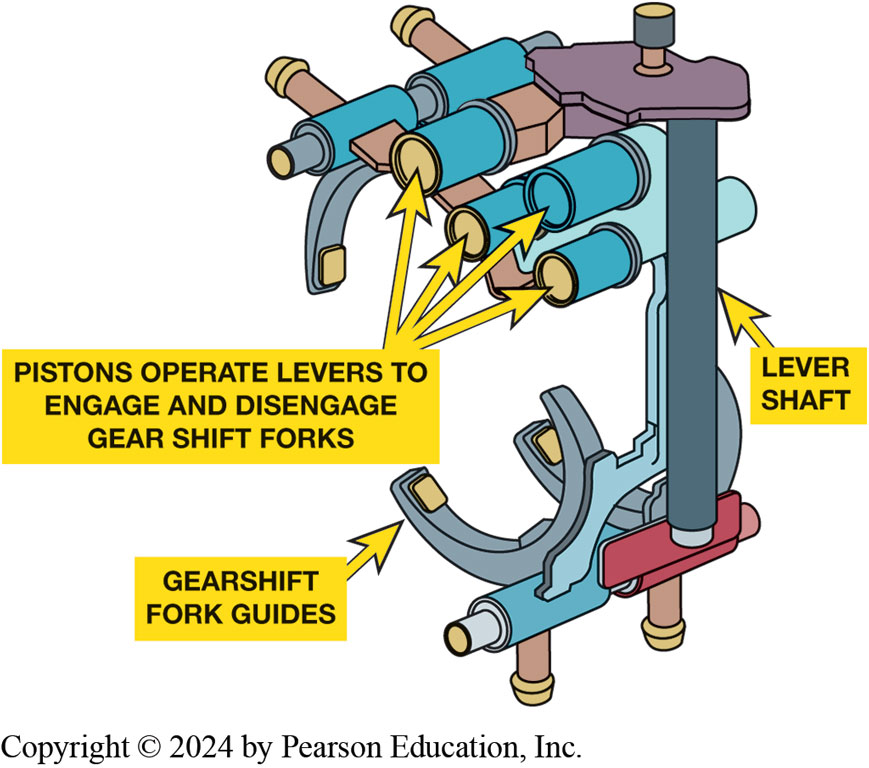 PISTONS OPERATE LEVERS TO
ENGAGE AND DISENGAGE
GEAR SHIFT FORKS
LEVER
SHAFT
GEARSHIFT
FORK GUIDES
Copyright © 2024 by Pearson Education, Inc.